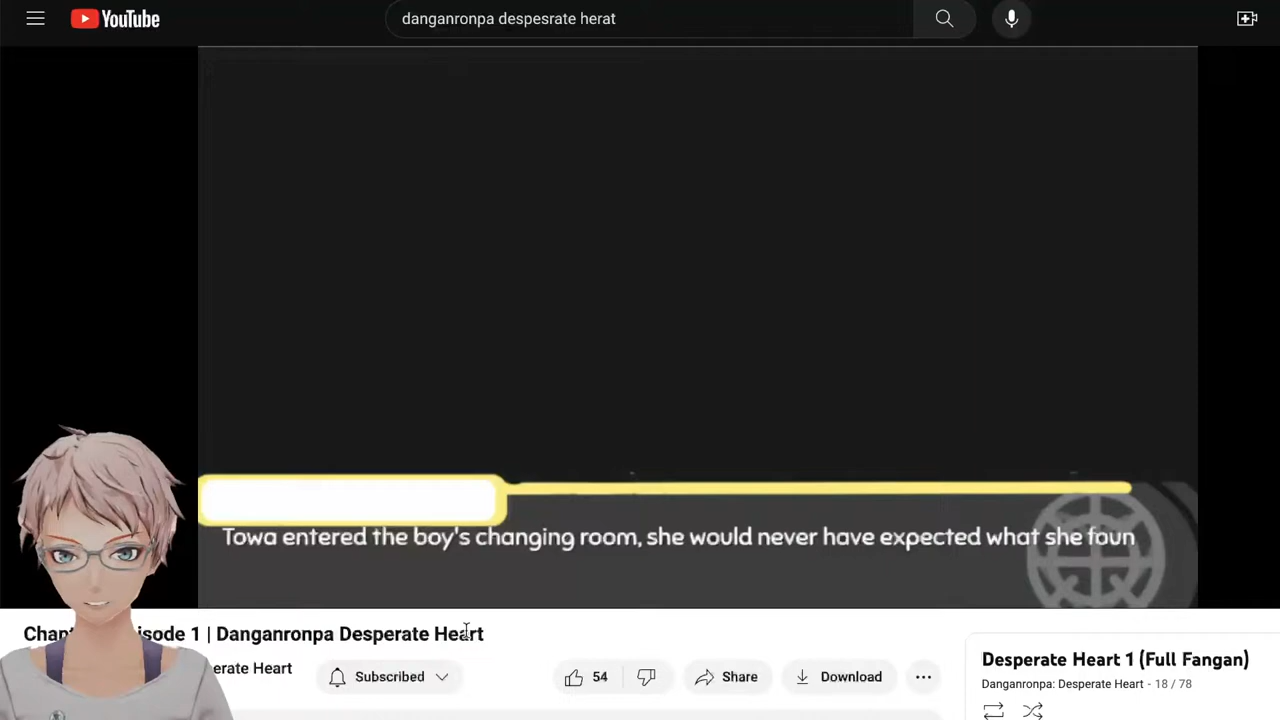 YouTube
danganronpa despesrate herat
Towa entered the boy's changing room, she would never have expected what she foun
Chap isode 1 | Danganronpa Desperate Heart
erate Heart
Subscribed
54
Share
Download
Desperate Heart 1 (Full Fangan)
Danganronpa: Desperate Heart - 18 / 78